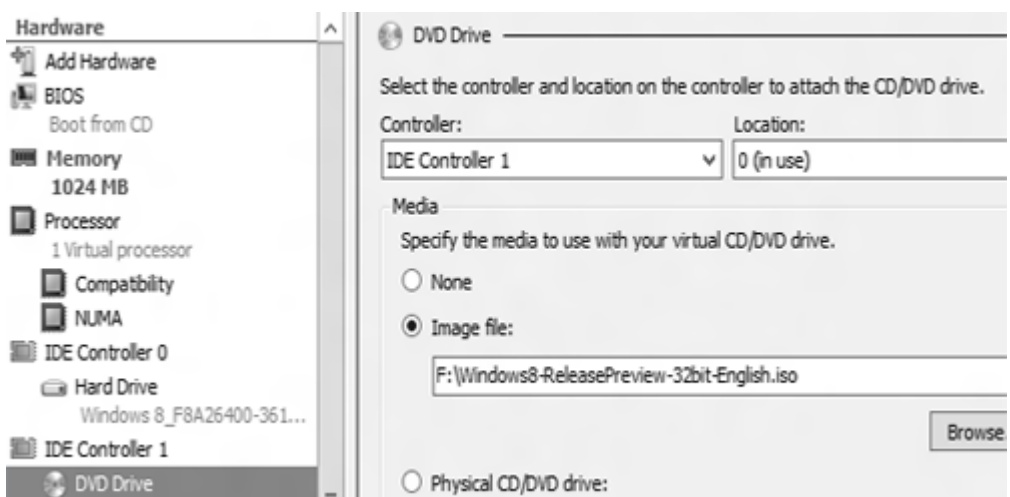 Hardware
Add Hardware
BIOS
Boot from CD
Memory
1024 MB
Processor
1 Virtual processor
Compatibility
NUMA
IDE Controller 0
Hard Drive
Windows 8_F8A26400-361...
IDE Controller 1
DVD Drive
DVD Drive
Select the controller and location on the controller to attach the CD/DVD drive.
Controller: Location:
IDE Controller 1 0 (in use)
Media
Specify the media to use with your virtual CD/DVD drive.
None
Image file:
F:\Windows8-ReleasePreview-32bit-English.iso
Browse.
Physical CD/DVD drive: